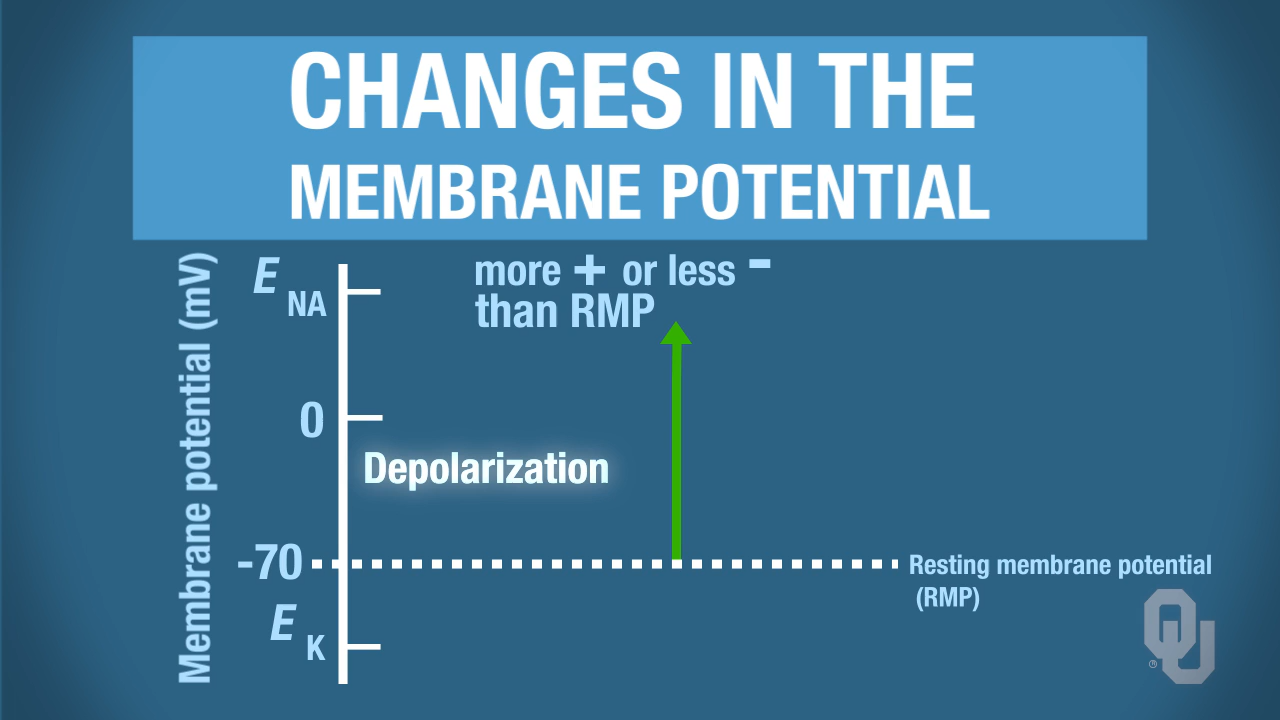 CHANGES IN THE
MEMBRANE POTENTIAL
Membrane potential (mV)
E NA
more + or less -
than RMP
0
Depolarization
-70
Resting membrane potential
(RMP)
E K
OU
®